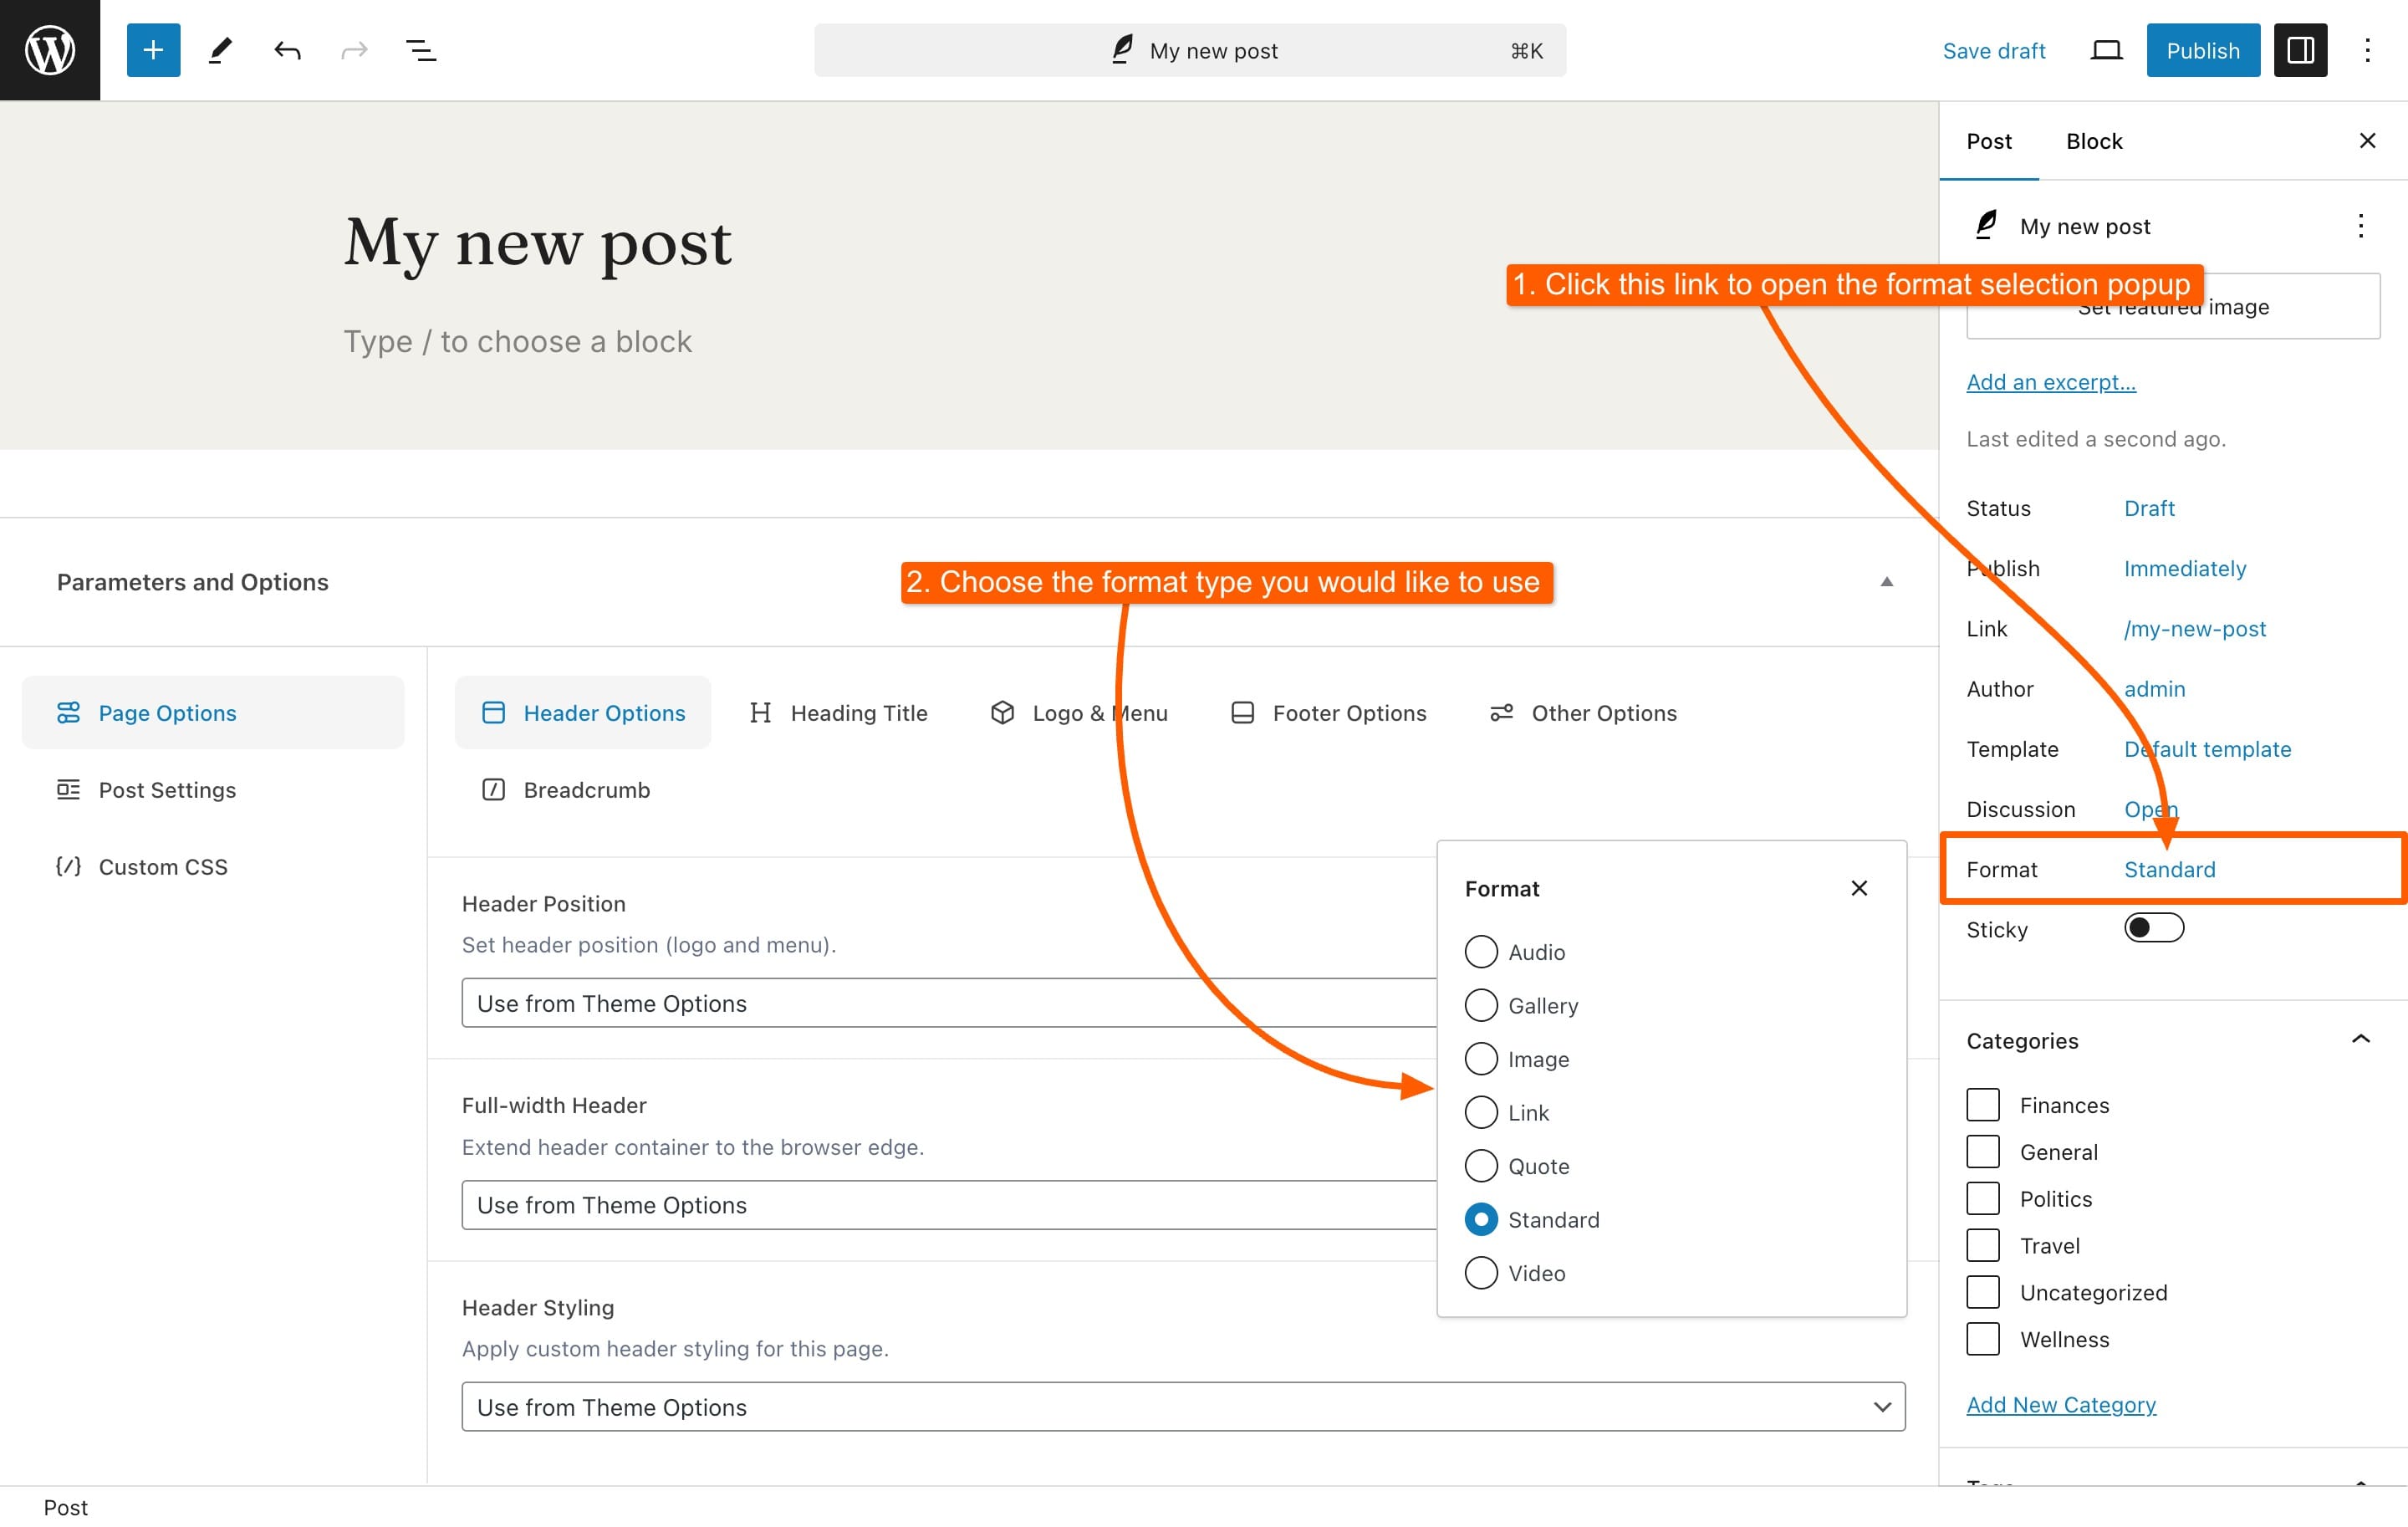 My new post
⌘K
Save draft
Publish
Post
Block
My new post
My new post
1. Click this link to open the format selection popup
Set featured image
Type / to choose a block
Add an excerpt...
Last edited a second ago.
Status
Draft
Publish
Immediately
Link
/my-new-post
Author
admin
Template
Default template
Discussion
Open
Format
Standard
Sticky
Parameters and Options
2. Choose the format type you would like to use
Page Options
Post Settings
Custom CSS
Header Options
Heading Title
Logo & Menu
Footer Options
Other Options
Breadcrumb
Header Position
Set header position (logo and menu).
Use from Theme Options
Full-width Header
Extend header container to the browser edge.
Use from Theme Options
Header Styling
Apply custom header styling for this page.
Use from Theme Options
Format
Audio
Gallery
Image
Link
Quote
Standard
Video
Categories
Finances
General
Politics
Travel
Uncategorized
Wellness
Add New Category
Post